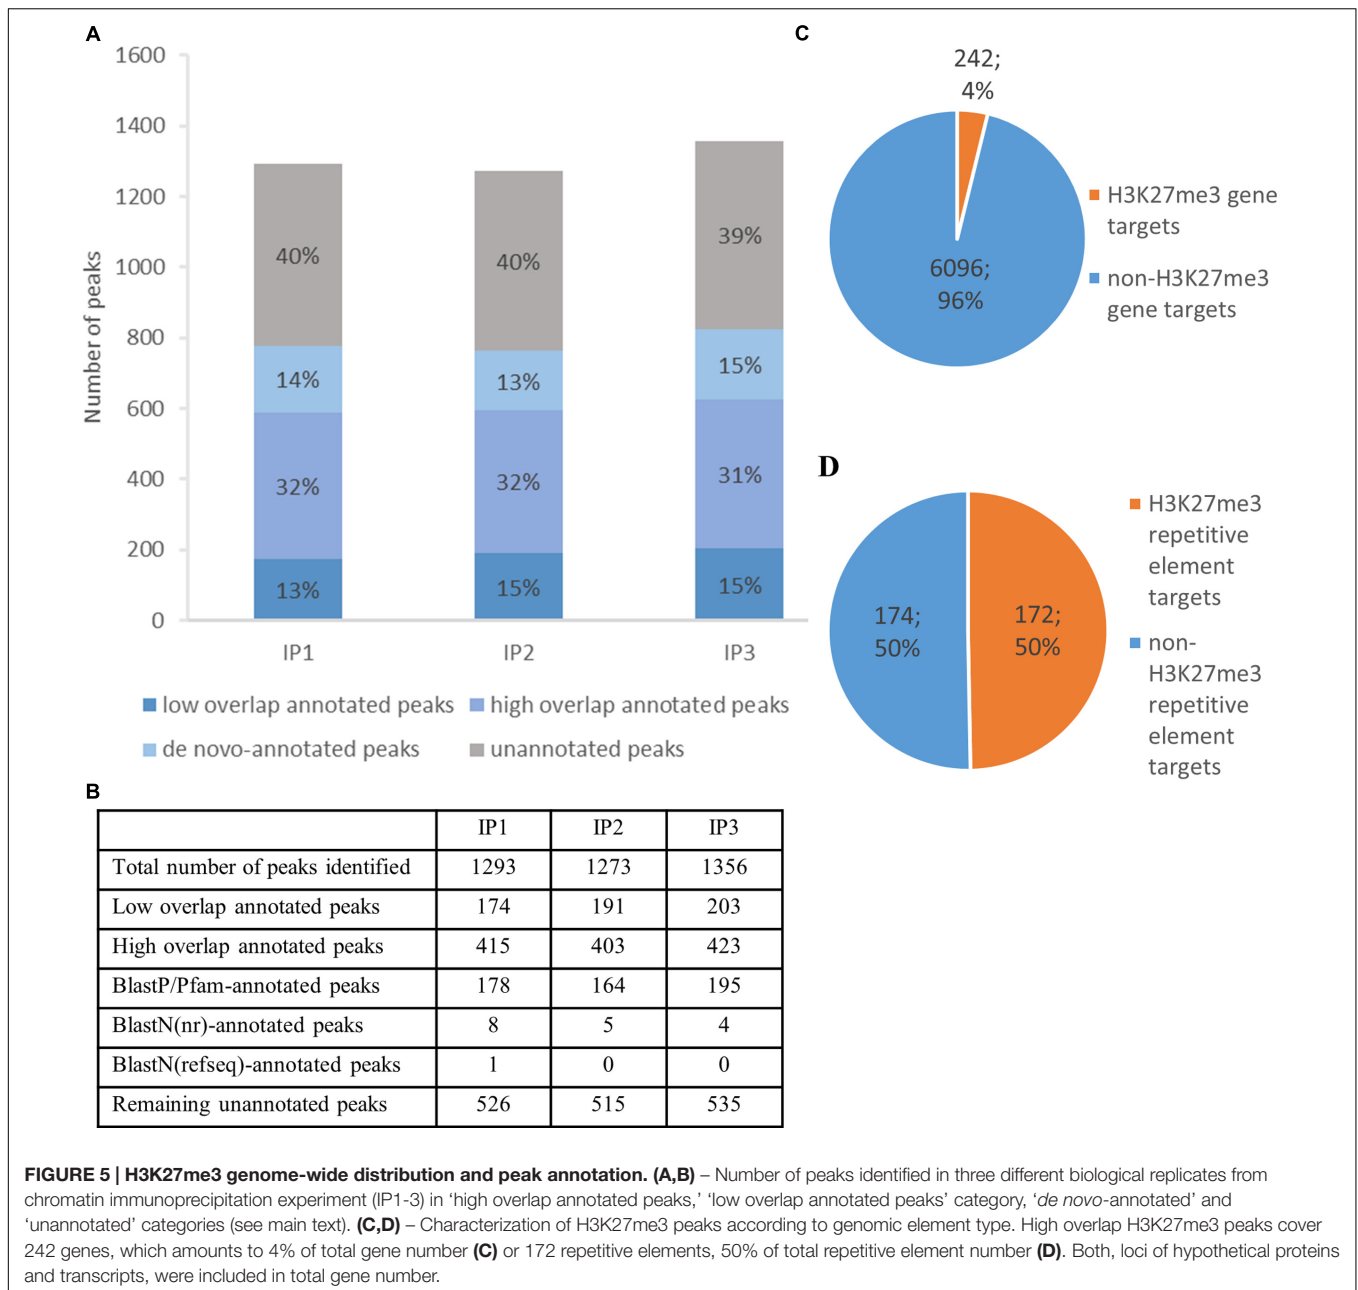 A
1600
1400
1200
1000
800
600
400
200
0
Number of peaks
40%
14%
32%
13%
40%
13%
32%
15%
39%
15%
31%
15%
IP1 IP2 IP3
low overlap annotated peaks high overlap annotated peaks
de novo-annotated peaks unannotated peaks
C
242;
4%
6096;
96%
H3K27me3 gene
targets
non-H3K27me3
gene targets
D
174;
50%
172;
50%
H3K27me3
repetitive
element
targets
non-
H3K27me3
repetitive
element
targets
B
IP1 IP2 IP3
Total number of peaks identified 1293 1273 1356
Low overlap annotated peaks 174 191 203
High overlap annotated peaks 415 403 423
BlastP/Pfam-annotated peaks 178 164 195
BlastN(nr)-annotated peaks 8 5 4
BlastN(refseq)-annotated peaks 1 0 0
Remaining unannotated peaks 526 515 535
FIGURE 5 | H3K27me3 genome-wide distribution and peak annotation. (A,B) – Number of peaks identified in three different biological replicates from
chromatin immunoprecipitation experiment (IP1-3) in ‘high overlap annotated peaks,’ ‘low overlap annotated peaks’ category, ‘de novo-annotated’ and
‘unannotated’ categories (see main text). (C,D) – Characterization of H3K27me3 peaks according to genomic element type. High overlap H3K27me3 peaks cover
242 genes, which amounts to 4% of total gene number (C) or 172 repetitive elements, 50% of total repetitive element number (D). Both, loci of hypothetical proteins
and transcripts, were included in total gene number.